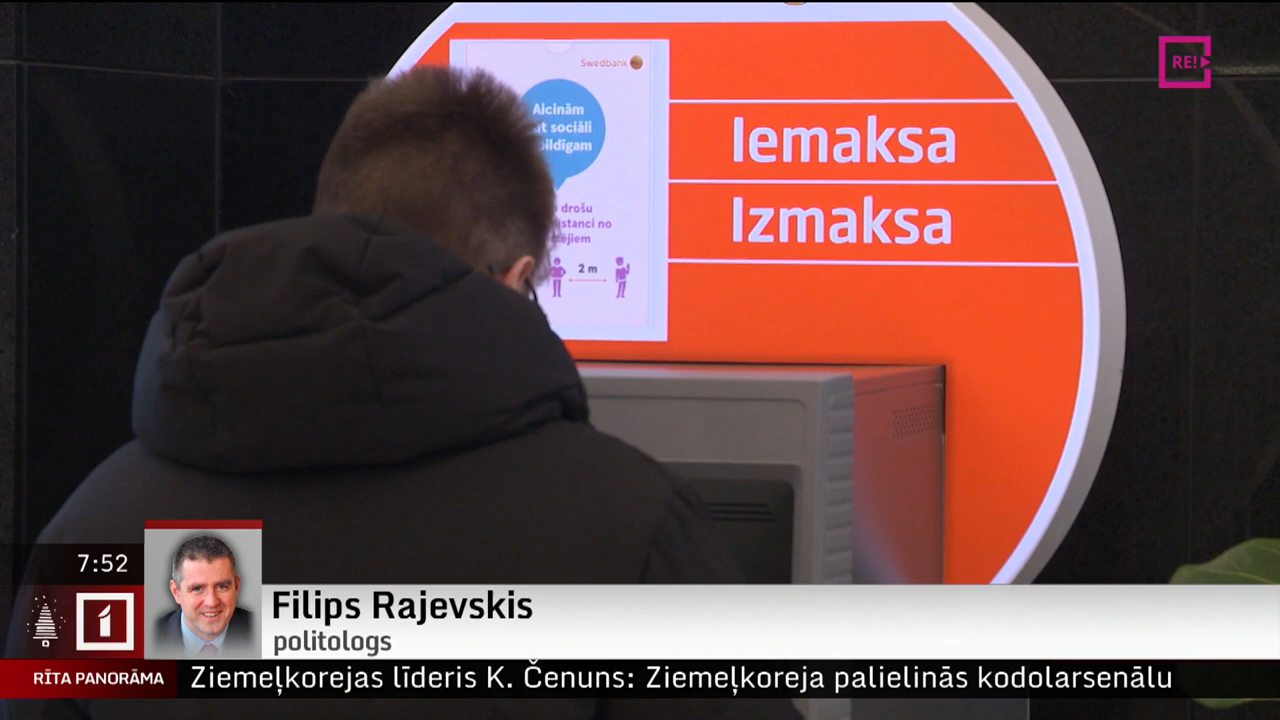 Swedbank
RE!
Aicinām
sociāli
Iemaksa
Izmaksa
drošu
no
2 m
7:52
1
Filips Rajevskis
politologs
RĪTA PANORĀMA
Ziemeļkorejas līderis K. Čenuns: Ziemeļkoreja palielinās kodolarsenālu